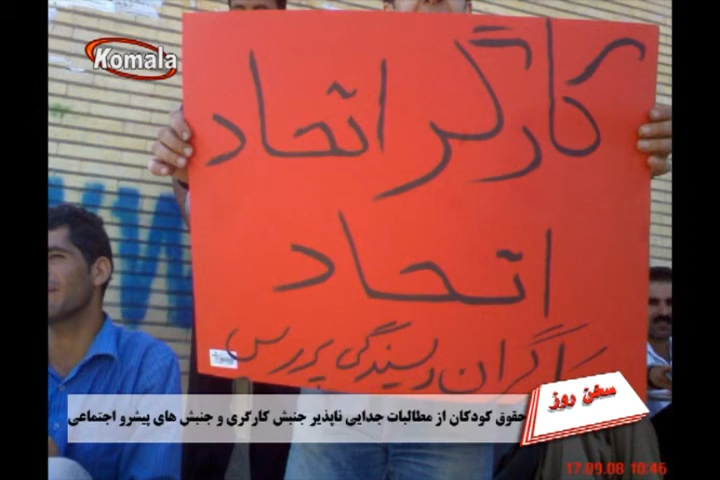 Komala
کارگر اتحاد
اتحاد
کارگران ریسندگی پرریس
سخن روز
حقوق کودکان از مطالبات جدایی ناپذیر جنبش کارگری و جنبش های پیشرو اجتماعی
17.09.08 10:46